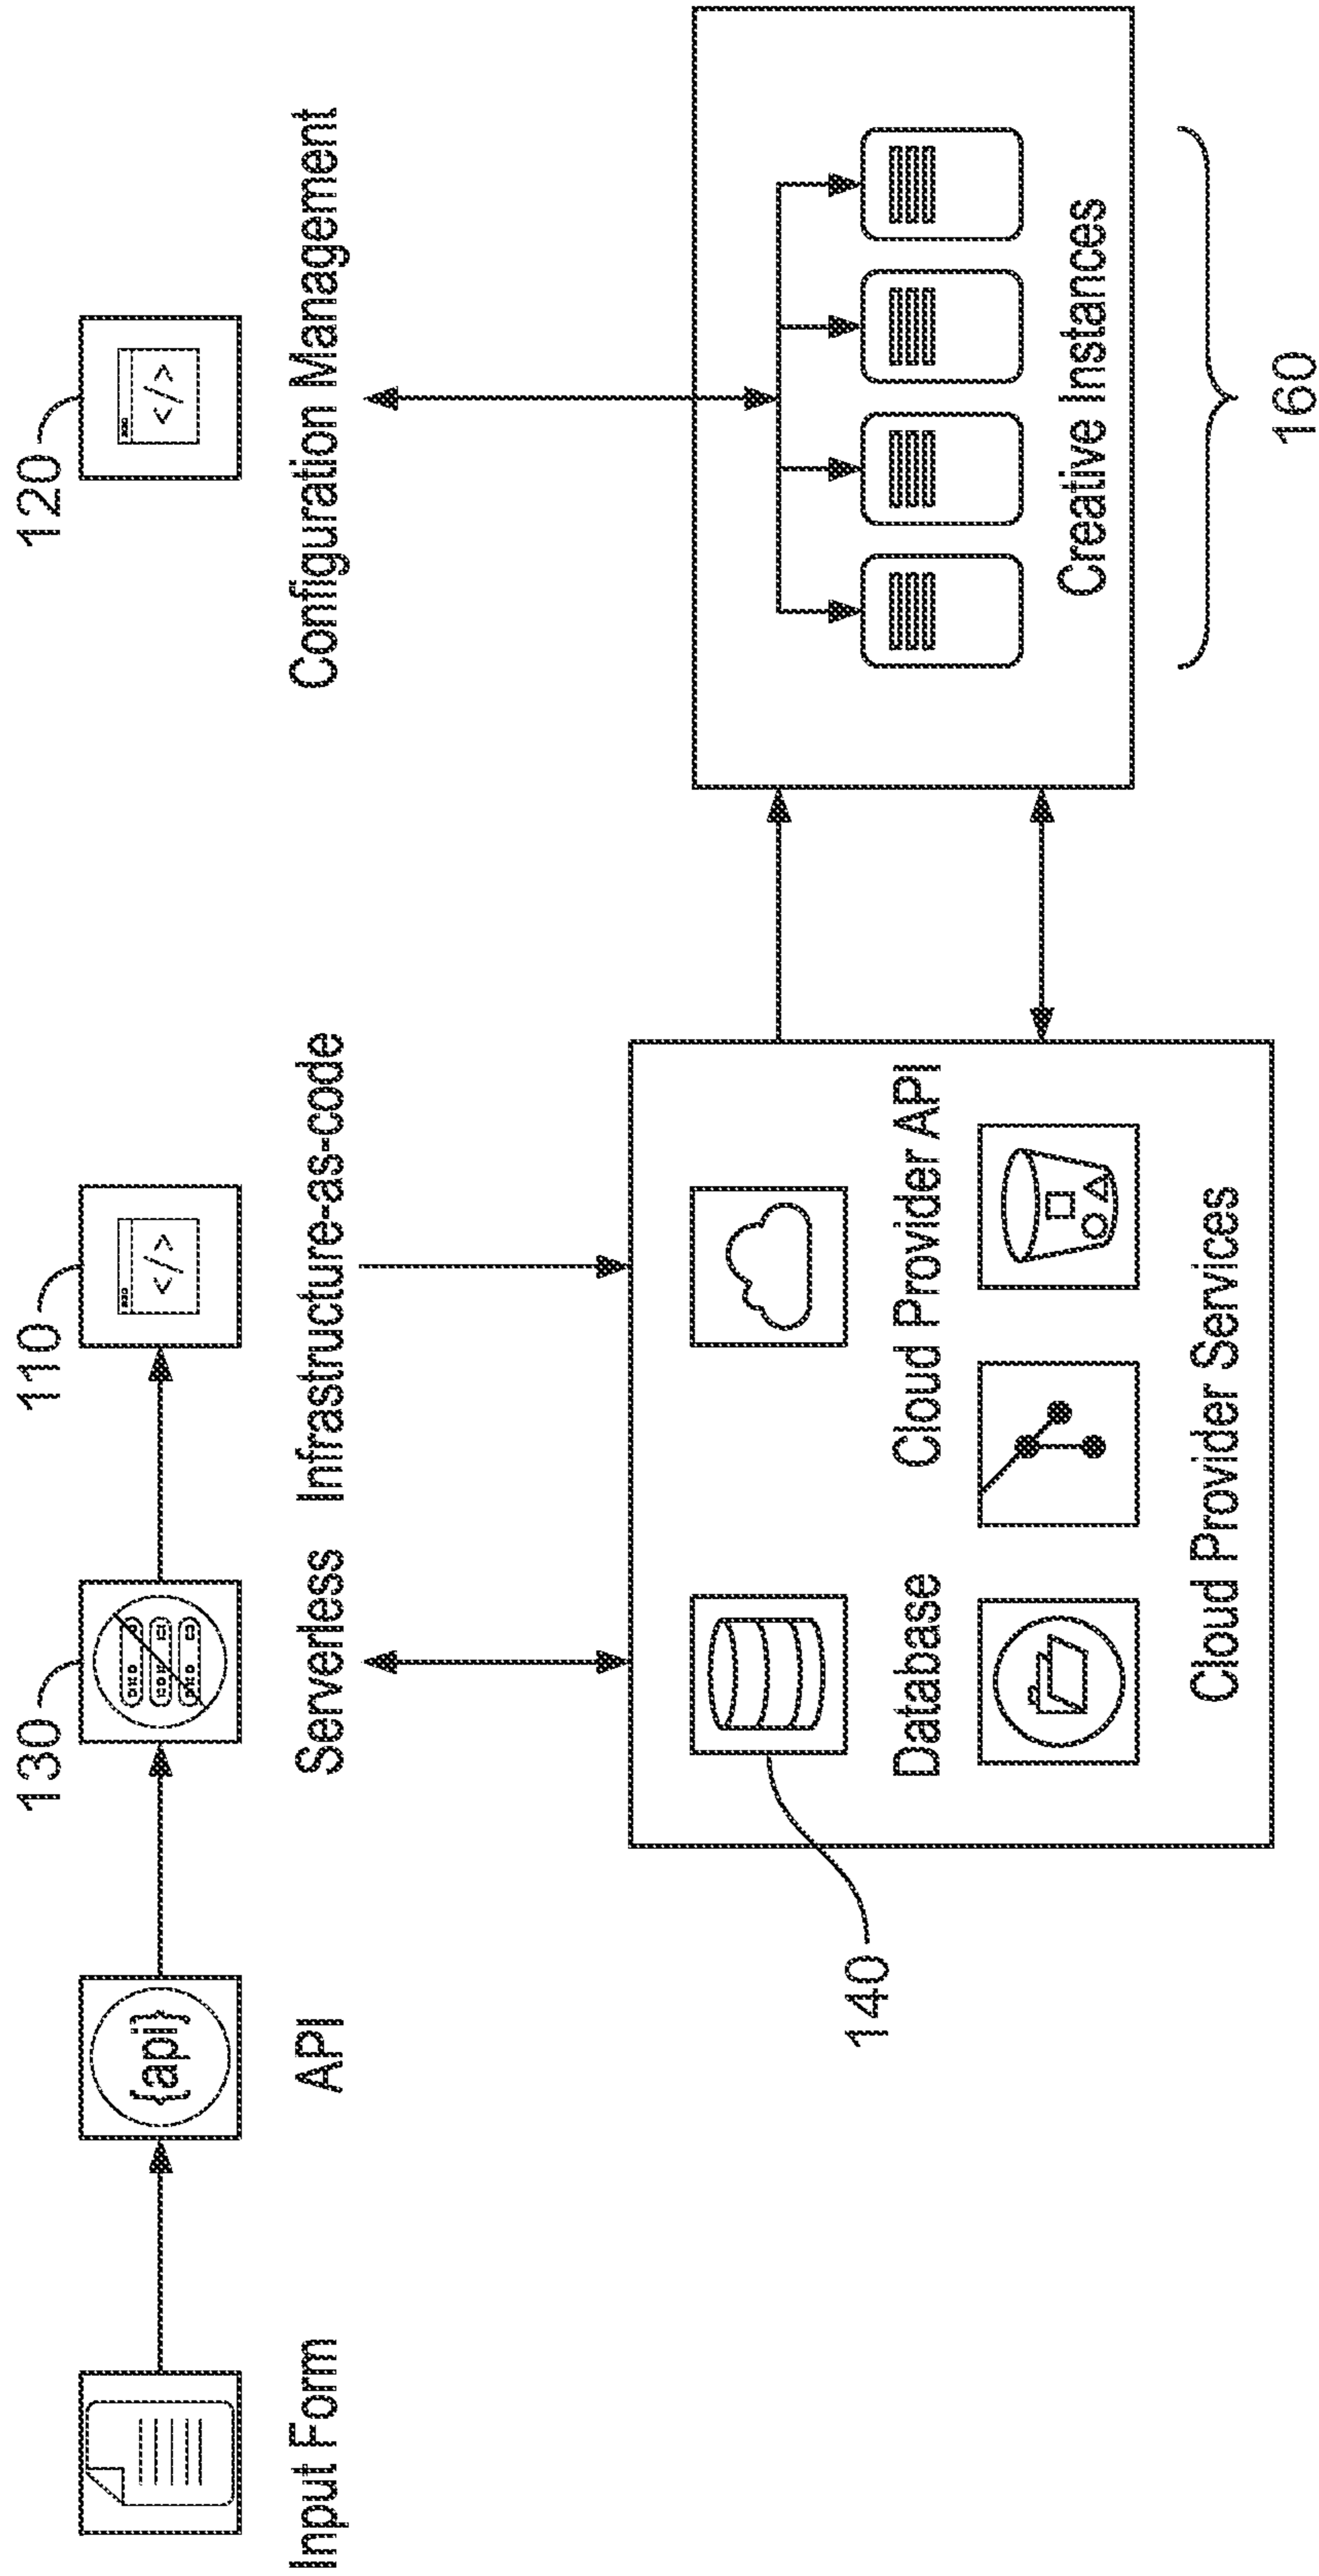 130
110
120
{api}
</>
</>
Input Form
API
Serverless
Infrastructure-as-code
Configuration Management
140
Database
Cloud Provider API
Cloud Provider Services
Creative Instances
160